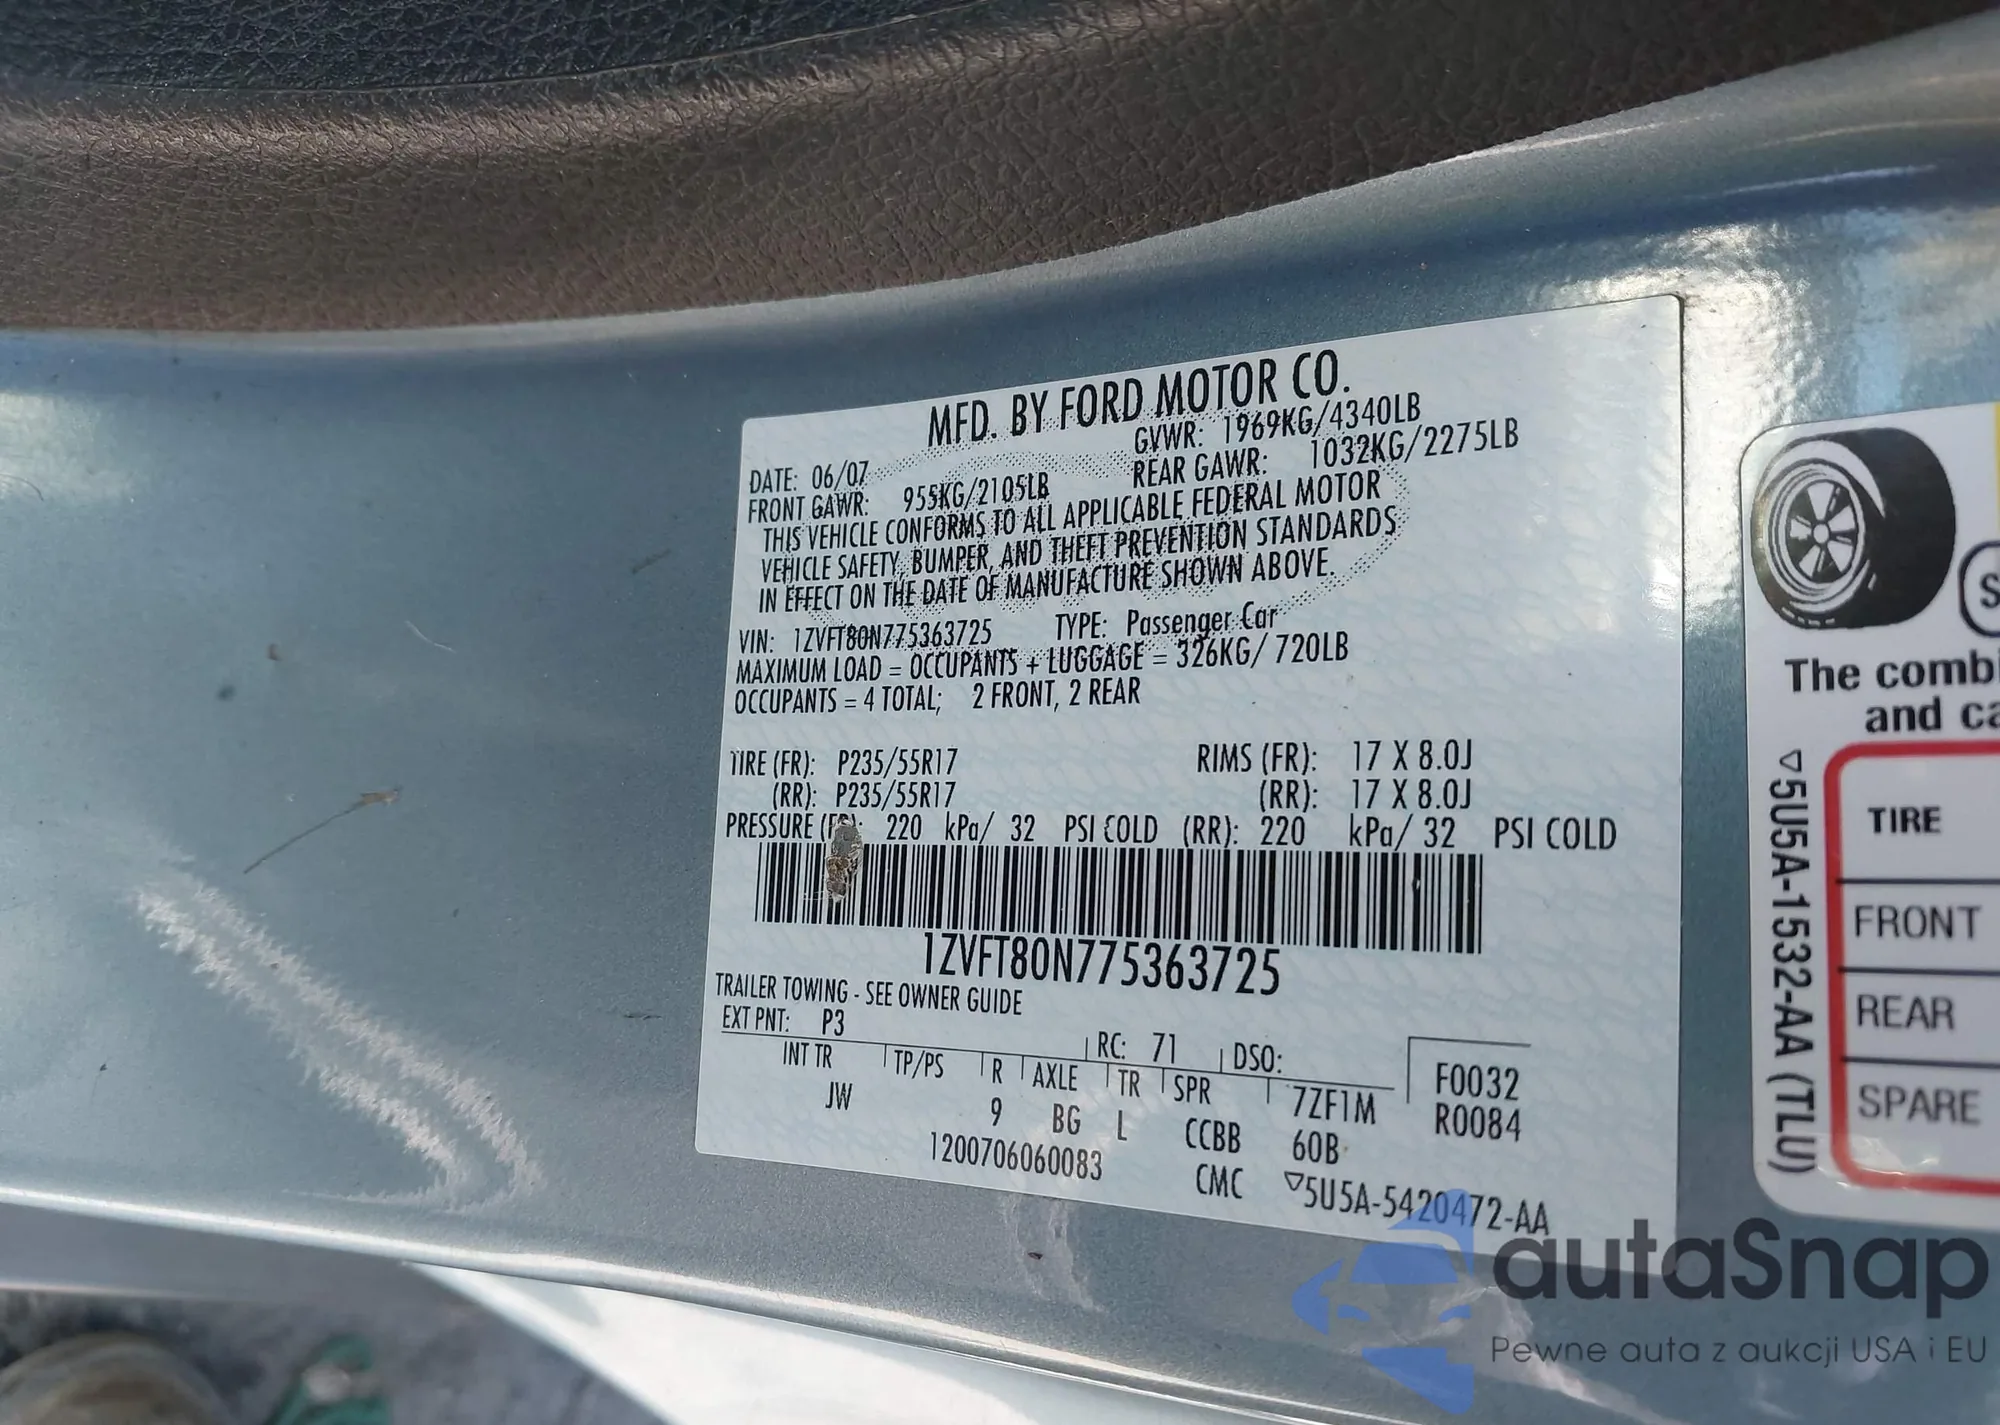 MFD. BY FORD MOTOR CO.
DATE: 06/07 GVWR: 1969KG/4340LB
FRONT GAWR: 955KG/2105LB REAR GAWR: 1032KG/2275LB
THIS VEHICLE CONFORMS TO ALL APPLICABLE FEDERAL MOTOR
VEHICLE SAFETY, BUMPER, AND THEFT PREVENTION STANDARDS
IN EFFECT ON THE DATE OF MANUFACTURE SHOWN ABOVE.
VIN: 1ZVFT80N775363725 TYPE: Passenger Car
MAXIMUM LOAD = OCCUPANTS + LUGGAGE = 326KG/ 720LB
OCCUPANTS = 4 TOTAL; 2 FRONT, 2 REAR
TIRE (FR): P235/55R17 RIMS (FR): 17 X 8.0J
(RR): P235/55R17 (RR): 17 X 8.0J
PRESSURE (FR): 220 kPa/ 32 PSI COLD (RR): 220 kPa/ 32 PSI COLD
1ZVFT80N775363725
TRAILER TOWING - SEE OWNER GUIDE
EXT PNT: P3 RC: 71 DSO:
INT TR TP/PS R AXLE TR SPR 7ZF1M F0032
JW 9 BG L CCBB 60B R0084
1200706060083 CMC ▽5U5A-5420472-AA
S
The combi
and ca
▽5U5A-1532-AA (TLU)
TIRE
FRONT
REAR
SPARE
autaSnap
Pewne auta z aukcji USA i EU